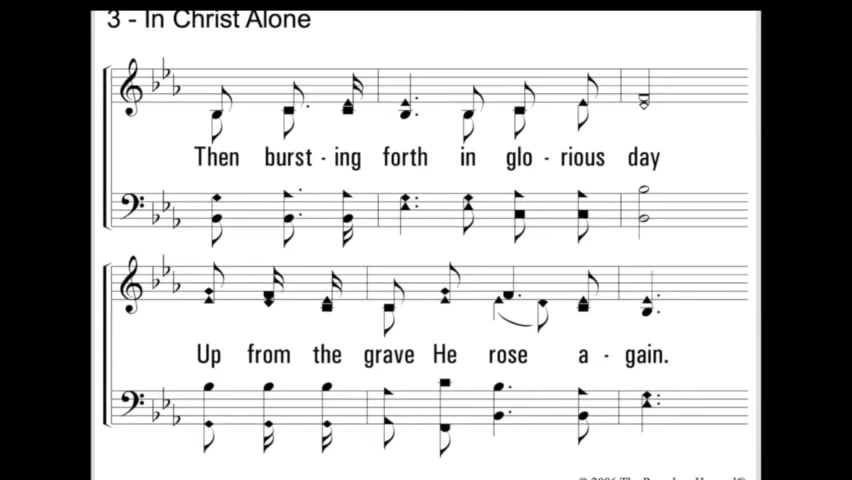 3 - In Christ Alone
Then burst - ing forth in glo - rious day
Up from the grave He rose a - gain.